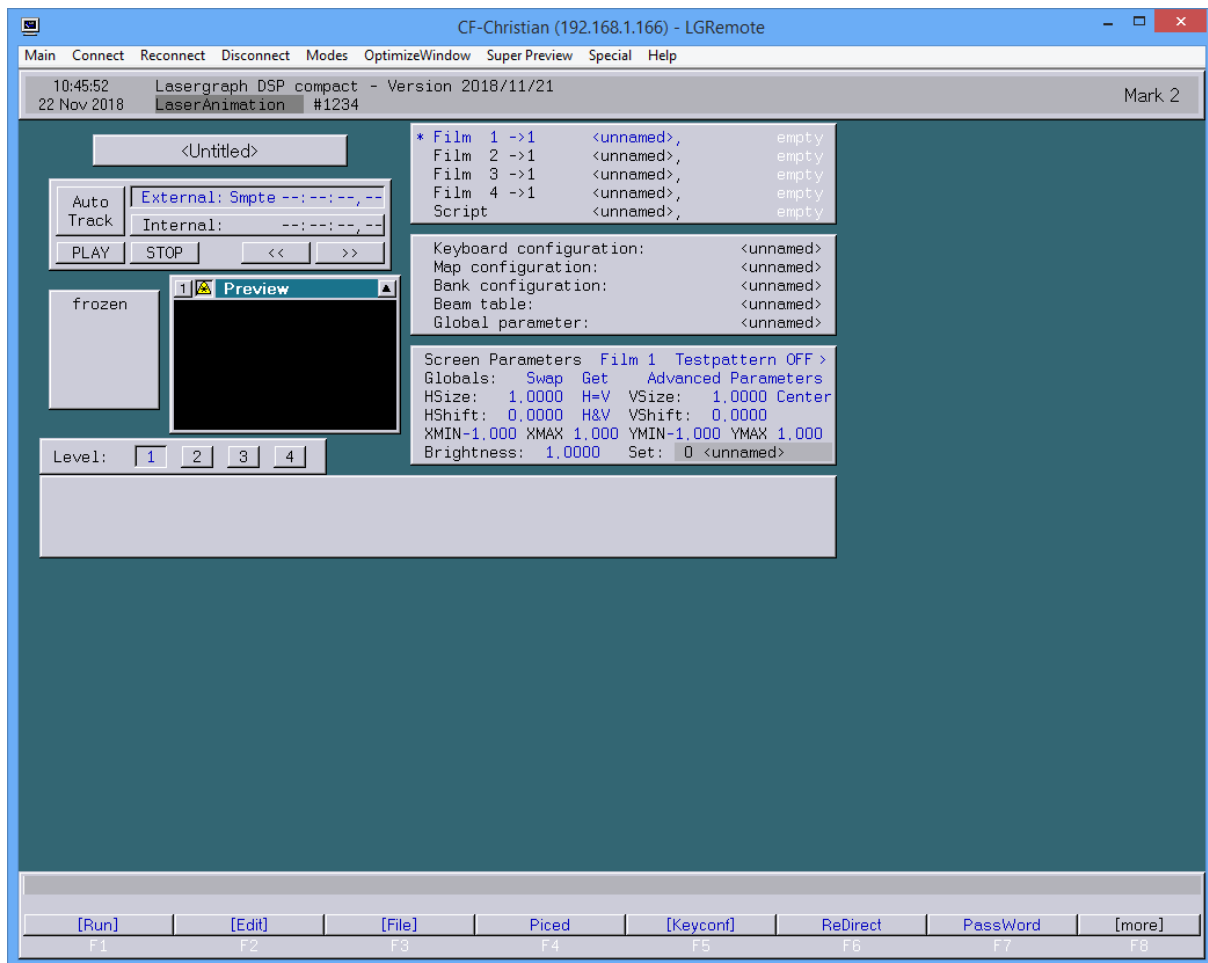 CF-Christian (192.168.1.166) - LGRemote
Main Connect Reconnect Disconnect Modes OptimizeWindow Super Preview Special Help
10:45:52 Lasergraph DSP compact - Version 2018/11/21
22 Nov 2018 LaserAnimation #1234
Mark 2
<Untitled>
Auto Track
External: Smpte --:--:--,--
Internal: --:--:--,--
PLAY STOP << >>
frozen
1 Preview
Level: 1 2 3 4
* Film 1 ->1 <unnamed>, empty
Film 2 ->1 <unnamed>, empty
Film 3 ->1 <unnamed>, empty
Film 4 ->1 <unnamed>, empty
Script <unnamed>, empty
Keyboard configuration: <unnamed>
Map configuration: <unnamed>
Bank configuration: <unnamed>
Beam table: <unnamed>
Global parameter: <unnamed>
Screen Parameters Film 1 Testpattern OFF >
Globals: Swap Get Advanced Parameters
HSize: 1,0000 H=V VSize: 1,0000 Center
HShift: 0,0000 H&V VShift: 0,0000
XMIN-1,000 XMAX 1,000 YMIN-1,000 YMAX 1,000
Brightness: 1,0000 Set: 0 <unnamed>
[Run] [Edit] [File] Piced [Keyconf] ReDirect PassWord [more]
F1 F2 F3 F4 F5 F6 F7 F8